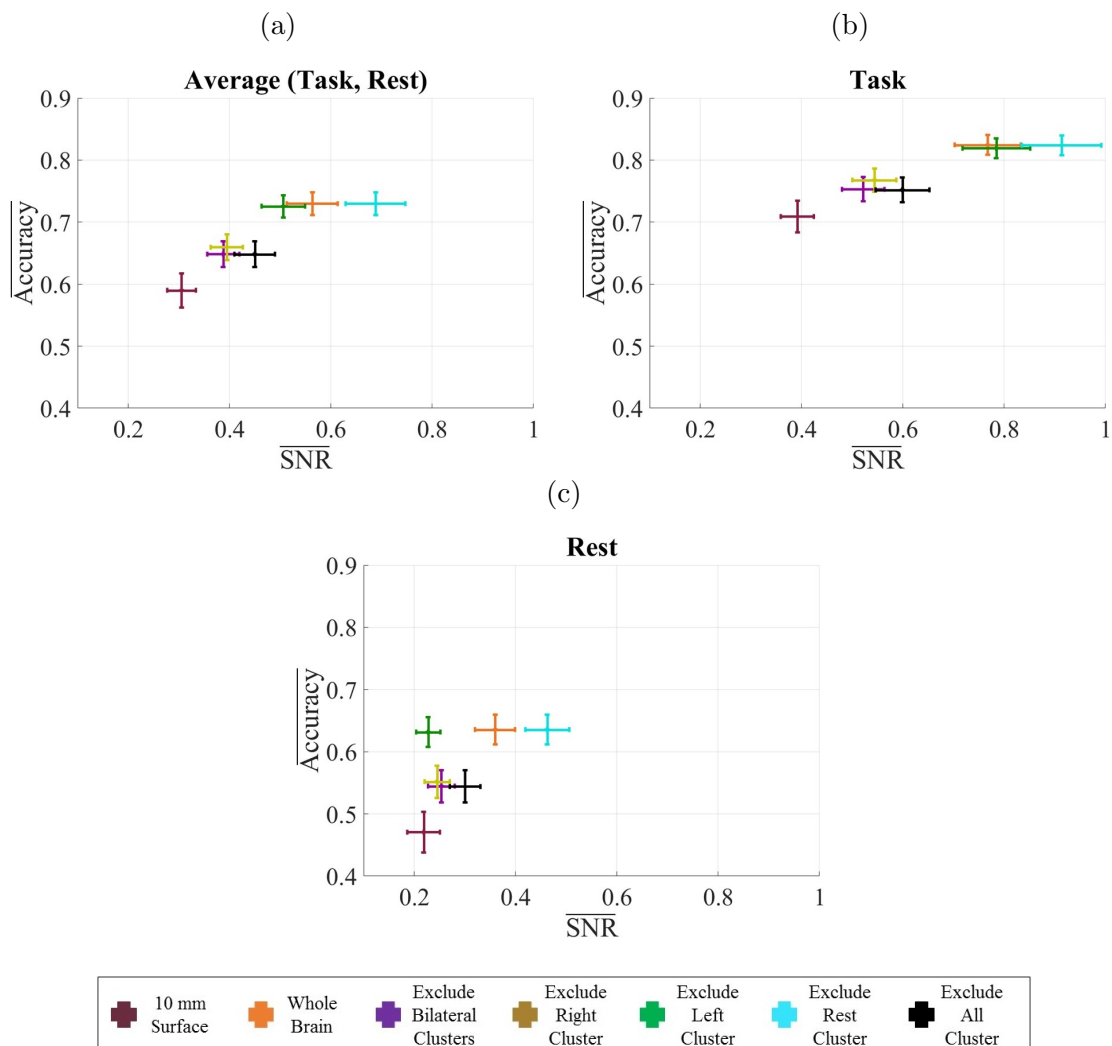 (a)
Average (Task, Rest)
0.9
0.8
0.7
0.6
0.5
0.4
Accuracy
0.2 0.4 0.6 0.8 1
SNR
(b)
Task
0.9
0.8
0.7
0.6
0.5
0.4
Accuracy
0.2 0.4 0.6 0.8 1
SNR
(c)
Rest
0.9
0.8
0.7
0.6
0.5
0.4
Accuracy
0.2 0.4 0.6 0.8 1
SNR
10 mm
Surface
Whole
Brain
Exclude
Bilateral
Clusters
Exclude
Right
Cluster
Exclude
Left
Cluster
Exclude
Rest
Cluster
Exclude
All
Cluster